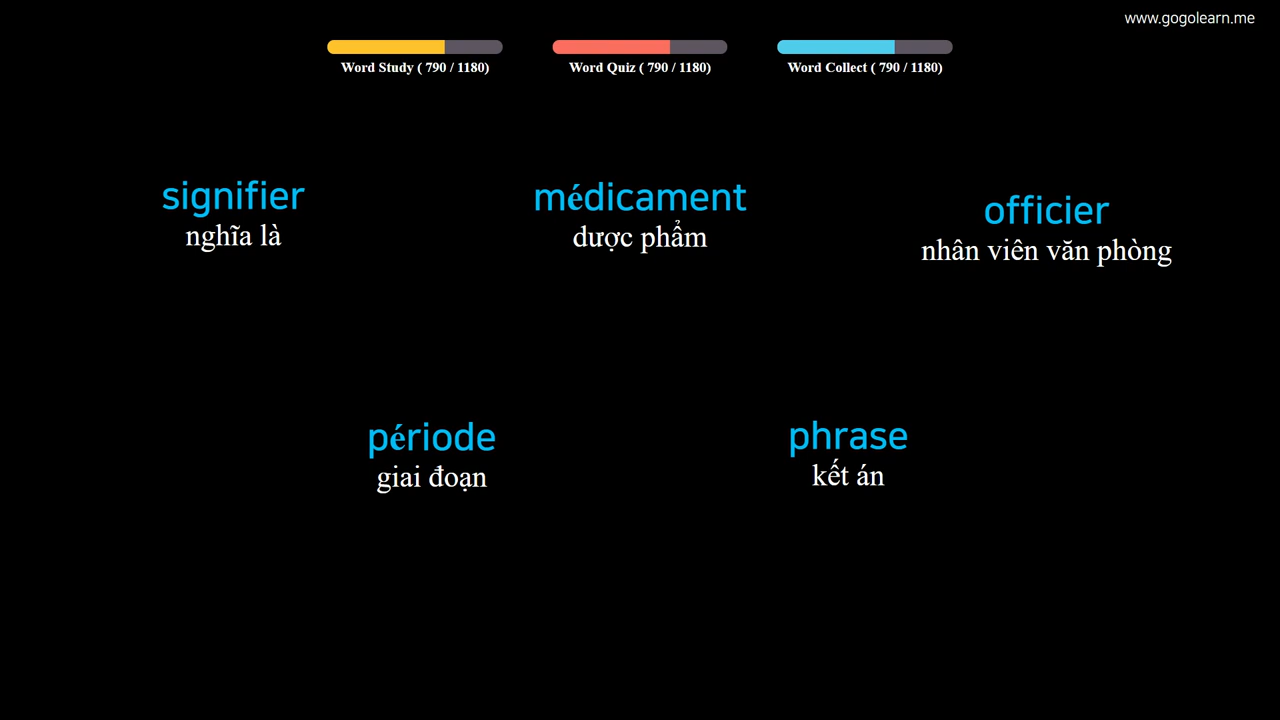 www.gogolearn.me
Word Study ( 790 / 1180)
Word Quiz ( 790 / 1180)
Word Collect ( 790 / 1180)
signifier
nghĩa là
médicament
dược phẩm
officier
nhân viên văn phòng
période
giai đoạn
phrase
kết án